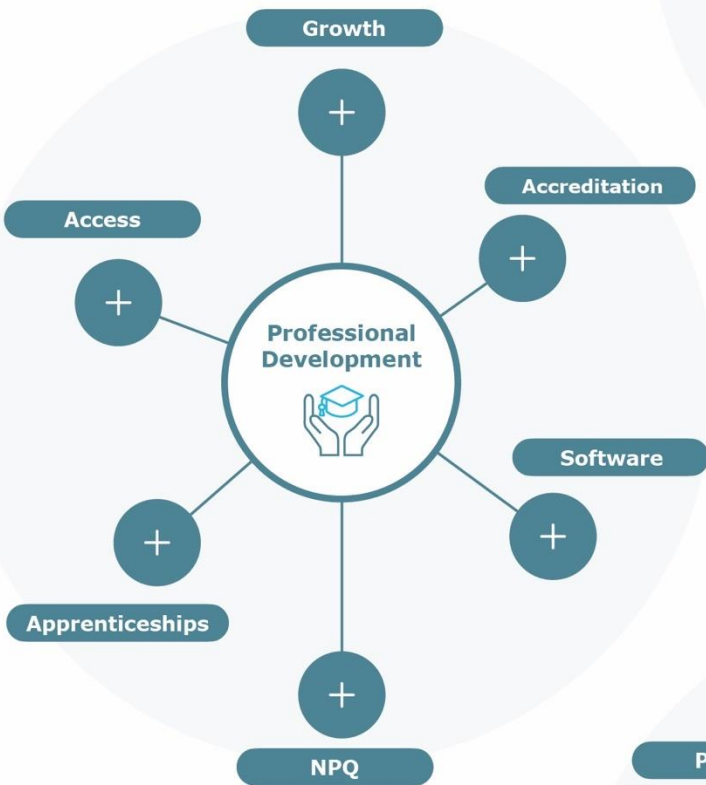 Growth
Accreditation
Access
Professional
Development
Software
Apprenticeships
NPQ
P